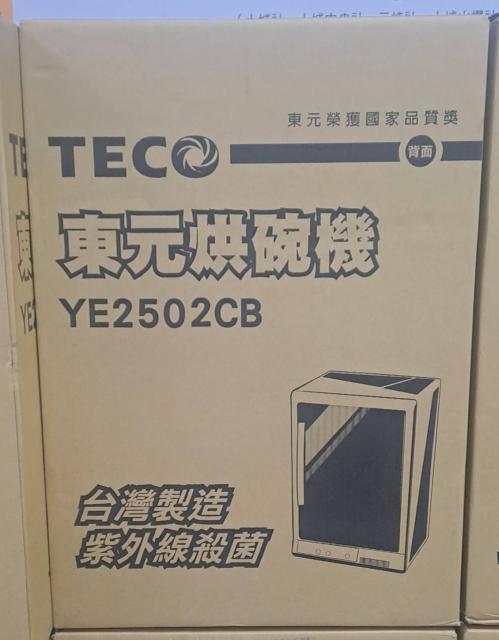 東元榮獲國家品質獎
TECO
背面
東元烘碗機
YE2502CB
台灣製造
紫外線殺菌